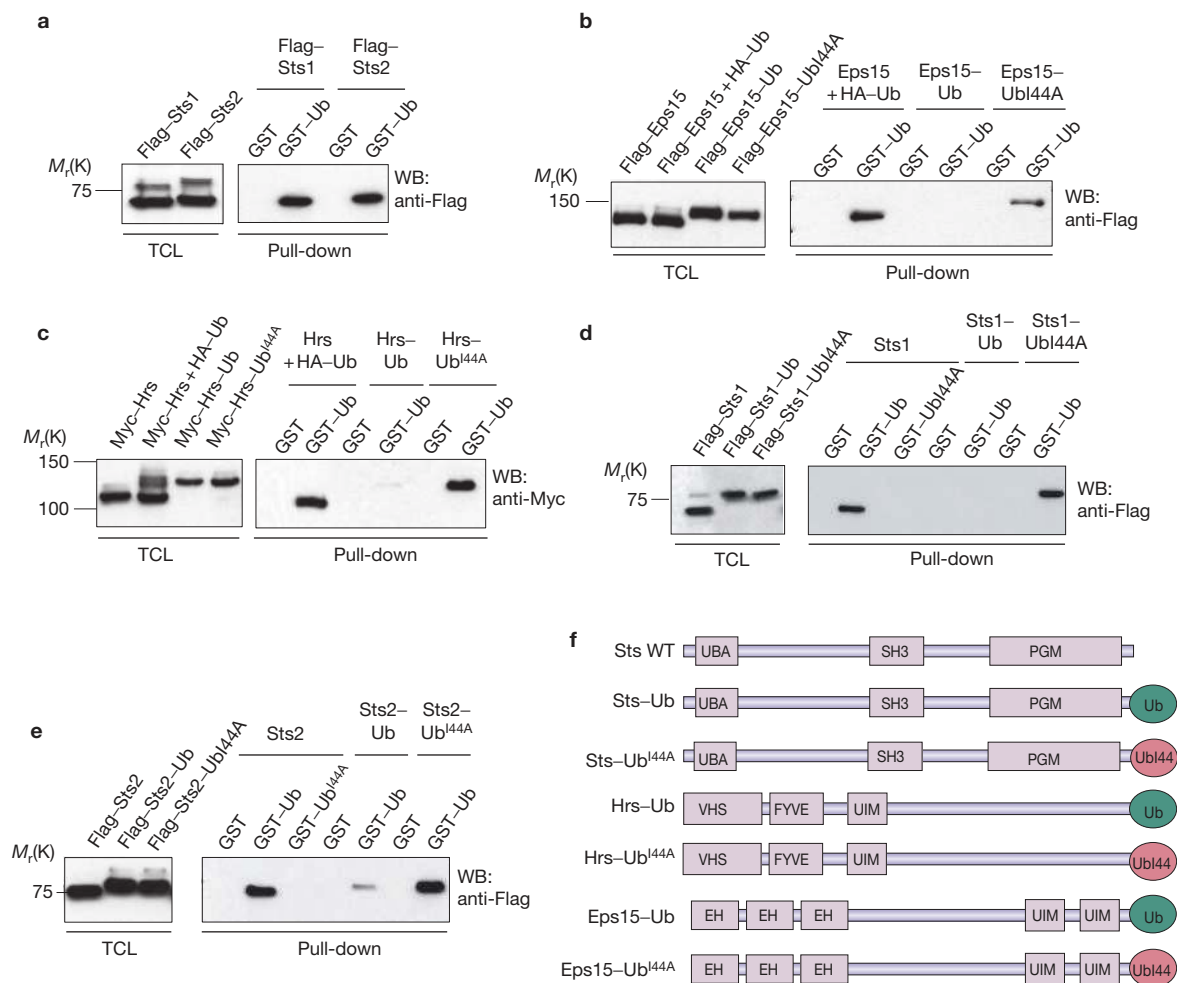 a
Flag–
Sts1
Flag–
Sts2
Flag–Sts1
Flag–Sts2
GST
GST–Ub
GST
GST–Ub
Mr(K)
75
WB:
anti-Flag
TCL
Pull-down
b
Flag–Eps15
Flag–Eps15 + HA–Ub
Flag–Eps15–Ub
Flag–Eps15–UbI44A
Eps15
+HA–Ub
Eps15–
Ub
Eps15–
UbI44A
GST
GST–Ub
GST
GST–Ub
GST
GST–Ub
Mr(K)
150
WB:
anti-Flag
TCL
Pull-down
c
Myc–Hrs
Myc–Hrs + HA–Ub
Myc–Hrs–Ub
Myc–Hrs–UbI44A
Hrs
+HA–Ub
Hrs–
Ub
Hrs–
UbI44A
GST
GST–Ub
GST
GST–Ub
GST
GST–Ub
Mr(K)
150
100
WB:
anti-Myc
TCL
Pull-down
d
Flag–Sts1
Flag–Sts1–Ub
Flag–Sts1–UbI44A
Sts1
Sts1–
Ub
Sts1–
UbI44A
GST
GST–Ub
GST–UbI44A
GST
GST–Ub
GST
GST–Ub
Mr(K)
75
WB:
anti-Flag
TCL
Pull-down
e
Flag–Sts2
Flag–Sts2–Ub
Flag–Sts2–UbI44A
Sts2
Sts2–
Ub
Sts2–
UbI44A
GST
GST–Ub
GST–UbI44A
GST
GST–Ub
GST
GST–Ub
Mr(K)
75
WB:
anti-Flag
TCL
Pull-down
f
Sts WT UBA SH3 PGM
Sts–Ub UBA SH3 PGM Ub
Sts–UbI44A UBA SH3 PGM UbI44
Hrs–Ub VHS FYVE UIM Ub
Hrs–UbI44A VHS FYVE UIM UbI44
Eps15–Ub EH EH EH UIM UIM Ub
Eps15–UbI44A EH EH EH UIM UIM UbI44